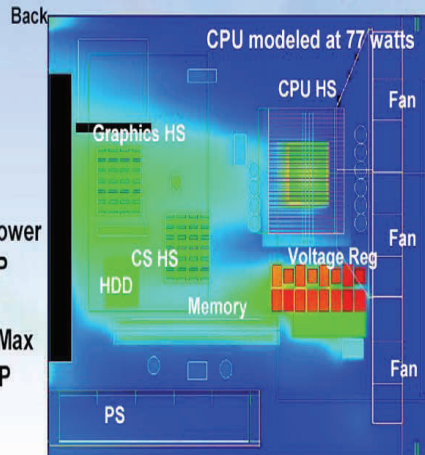 Back
CPU modeled at 77 watts
CPU HS
Fan
Graphics HS
ower
P
Fan
CS HS
Voltage Reg
HDD
Memory
Max
P
Fan
PS